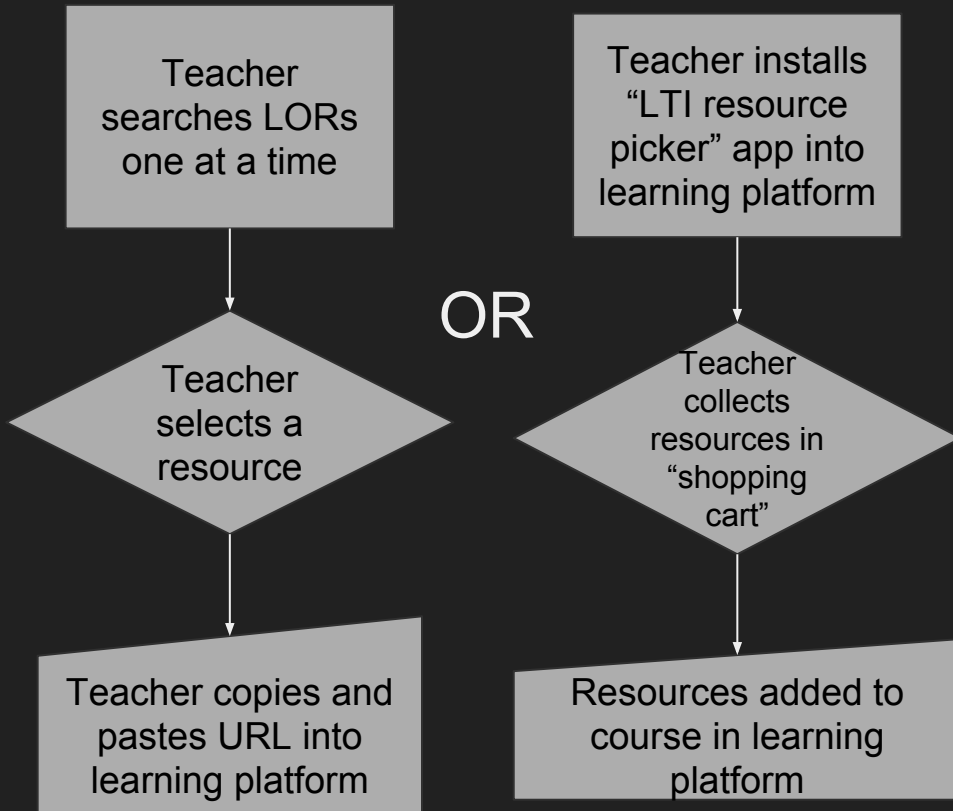 Teacher
searches LORs
one at a time
Teacher
selects a
resource
Teacher copies and
pastes URL into
learning platform
OR
Teacher installs
“LTI resource
picker” app into
learning platform
Teacher
collects
resources in
“shopping
cart”
Resources added to
course in learning
platform